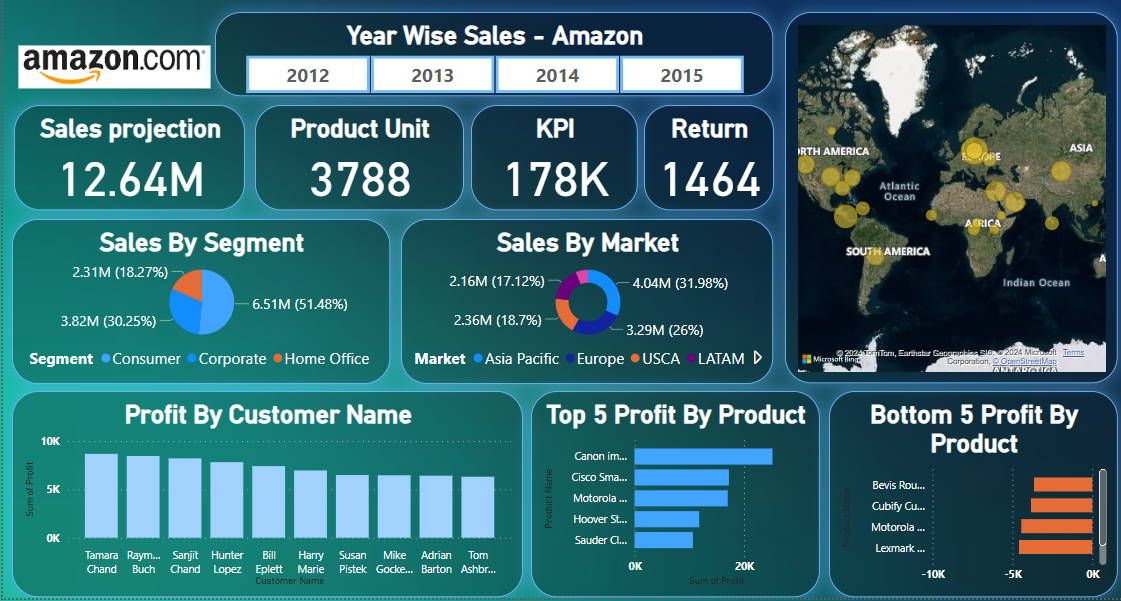 amazon.com
Year Wise Sales - Amazon
2012 2013 2014 2015
Sales projection
12.64M
Product Unit
3788
KPI
178K
Return
1464
Sales By Segment
2.31M (18.27%)
6.51M (51.48%)
3.82M (30.25%)
Segment Consumer Corporate Home Office
Sales By Market
2.16M (17.12%)
4.04M (31.98%)
2.36M (18.7%)
3.29M (26%)
Market Asia Pacific Europe USCA LATAM
RTH AMERICA
ASIA
Atlantic
Ocean
AFRICA
SOUTH AMERICA
Indian Ocean
Microsoft Bing
© 2024 TomTom, Earthstar Geographics SIO, © 2024 Microsoft Terms
Corporation, © OpenStreetMap
ANTARCTICA
Profit By Customer Name
Sum of Profit
10K
5K
0K
Tamara
Chand
Raym...
Buch
Sanjit
Chand
Hunter
Lopez
Bill
Eplett
Harry
Marie
Susan
Pistek
Mike
Gocke...
Adrian
Barton
Tom
Ashbr...
Customer Name
Top 5 Profit By Product
Product Name
Canon im...
Cisco Sma...
Motorola ...
Hoover St...
Sauder Cl...
0K 20K
Sum of Profit
Bottom 5 Profit By
Product
Product Name
Bevis Rou...
Cubify Cu...
Motorola ...
Lexmark ...
-10K -5K 0K